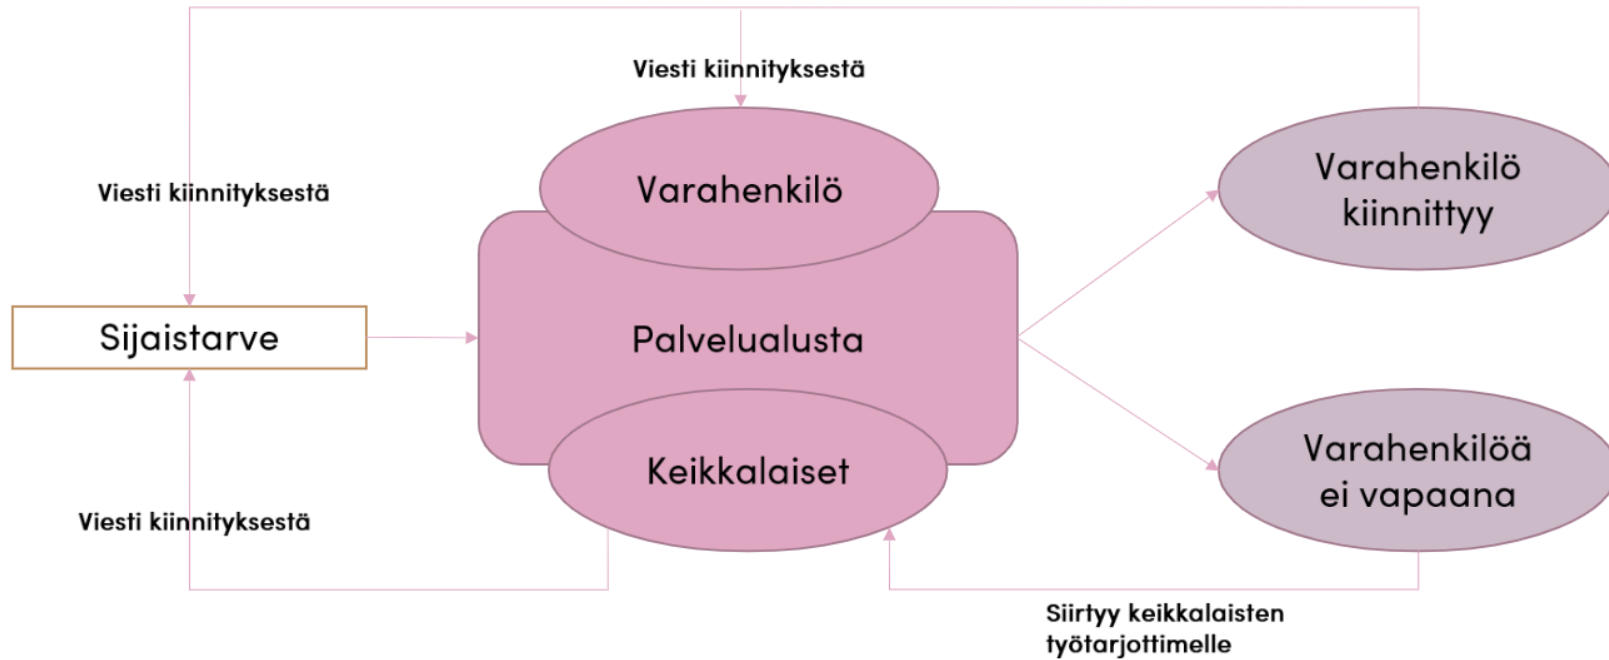 Viesti kiinnityksestä
Varahenkilö
kiinnittyy
Varahenkilö
Viesti kiinnityksestä
Sijaistarve
Palvelualusta
Keikkalaiset
Varahenkilöä
ei vapaana
Viesti kiinnityksestä
Siirtyy keikkalaisten
työtarjottimelle